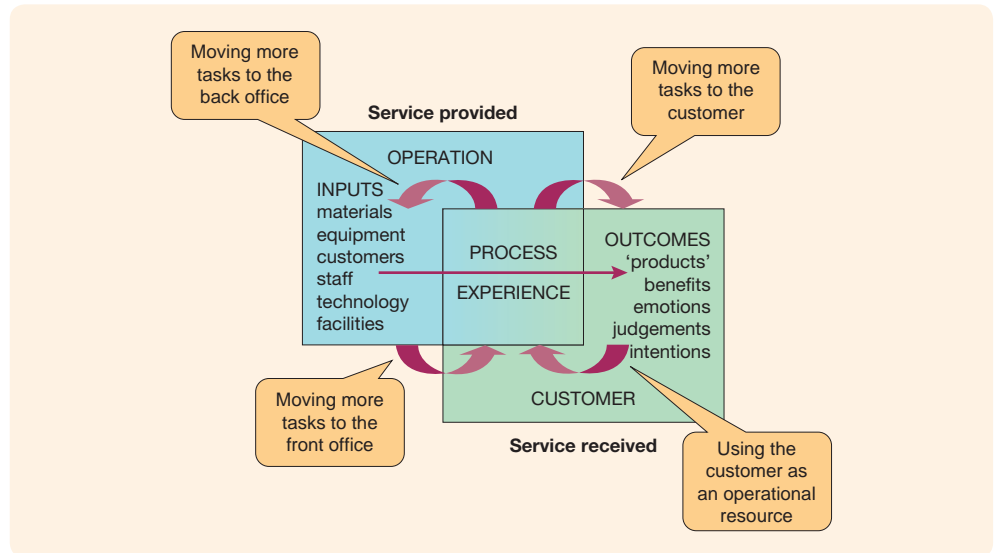 Moving more
tasks to the
back office
Moving more
tasks to the
customer
Service provided
OPERATION
INPUTS
materials
equipment
customers
staff
technology
facilities
PROCESS
EXPERIENCE
OUTCOMES
'products'
benefits
emotions
judgements
intentions
CUSTOMER
Moving more
tasks to the
front office
Service received
Using the
customer as
an operational
resource